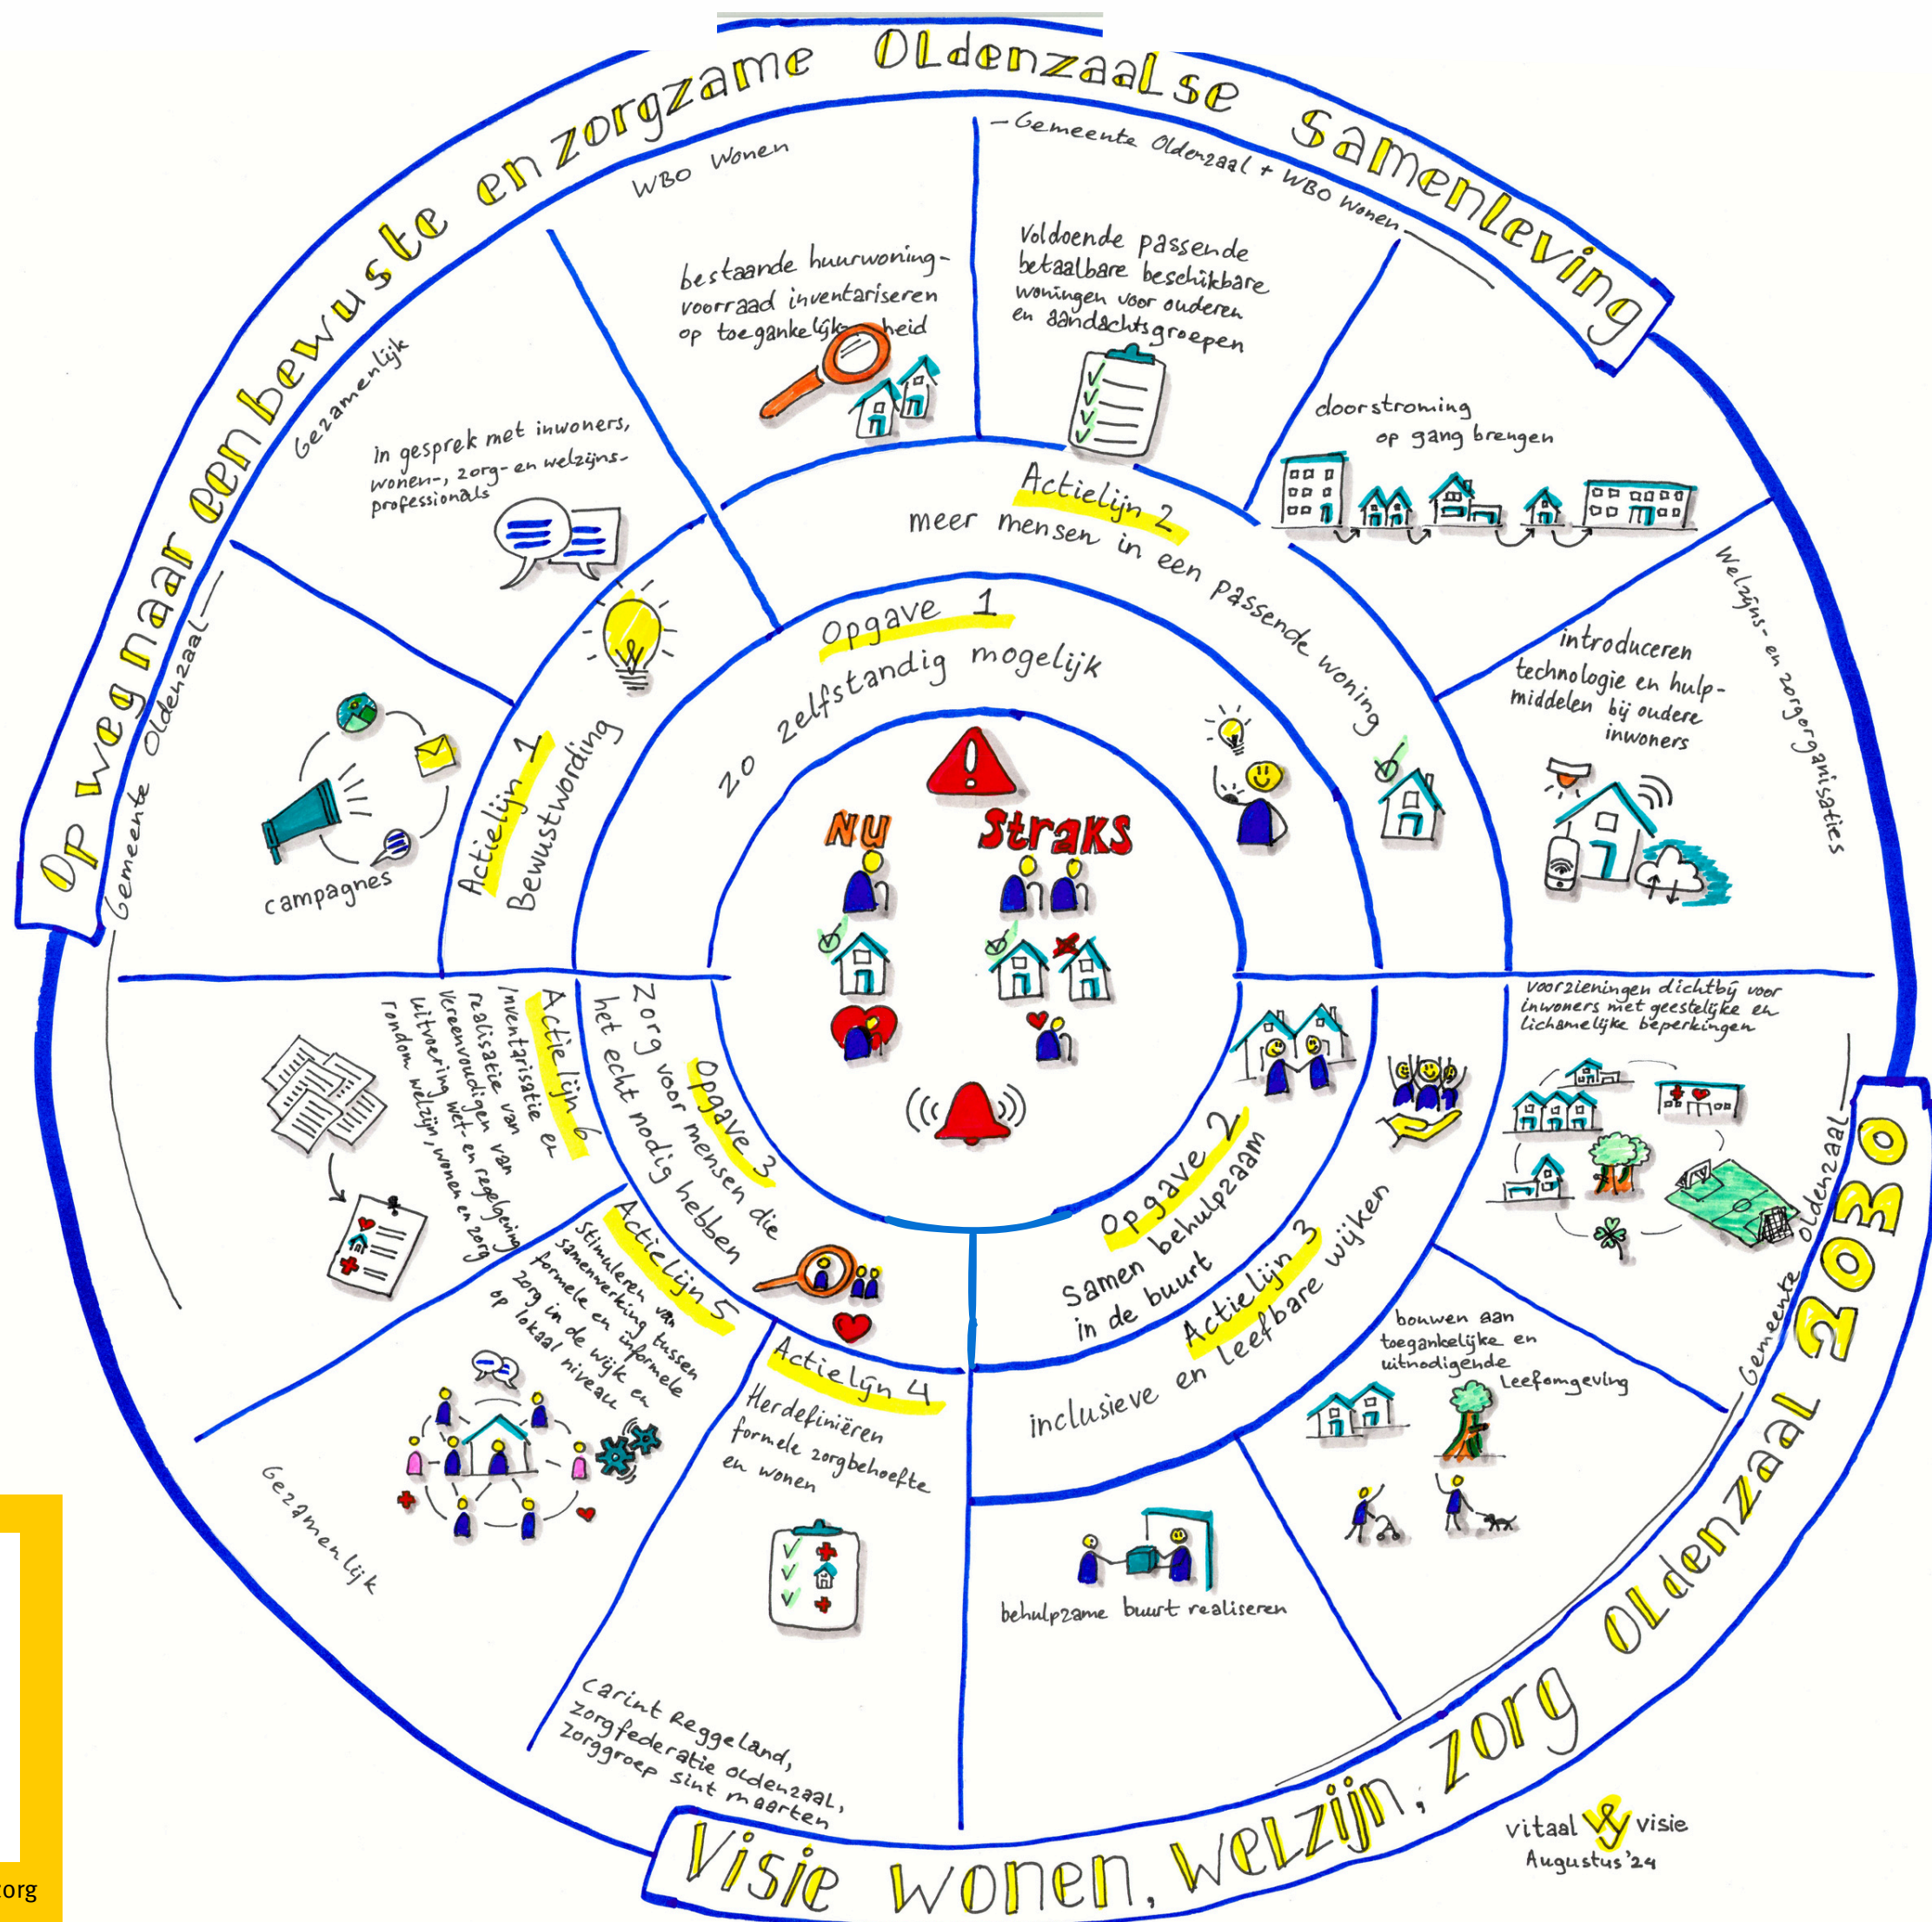 Op weg naar een bewuste en zorgzame Oldenzaalse samenleving
WBO Wonen
- Gemeente Oldenzaal + WBO Wonen
bestaande huurwoning-
voorraad inventariseren
op toegankelijkheid
Voldoende passende
betaalbare beschikbare
woningen voor ouderen
en aandachtsgroepen
Gezamenlijk
In gesprek met inwoners,
wonen-, zorg- en welzijns-
professionals
doorstroming
op gang brengen
Actielijn 2
meer mensen in een passende woning
Welzijns- en zorgorganisaties
introduceren
technologie en hulp-
middelen bij oudere
inwoners
Gemeente Oldenzaal
campagnes
Actielijn 1
Bewustwording
Opgave 1
zo zelfstandig mogelijk
Nu
Straks
voorzieningen dichtbij voor
inwoners met geestelijke en
lichamelijke beperkingen
Opgave 2
Samen behulpzaam
in de buurt
Actielijn 3
inclusieve en leefbare wijken
bouwen aan
toegankelijke en
uitnodigende
Leefomgeving
behulpzame buurt realiseren
Gemeente Oldenzaal
Opgave 3
Zorg voor mensen die
het echt nodig hebben
Actielijn 6
Inventarisatie en
realisatie van
vereenvoudigen van
uitvoering wet- en regelgeving
rondom welzijn, wonen en zorg
Actielijn 5
Stimuleren van
samenwerking tussen
formele en informele
zorg in de wijk en
op lokaal niveau
Gezamenlijk
Actielijn 4
Herdefiniëren
formele zorgbehoefte
en wonen
Carint Reggeland,
Zorgfederatie Oldenzaal,
Zorggroep Sint Maarten
Visie wonen, welzijn, zorg Oldenzaal 2030
vitaal visie
Augustus '24
zorg